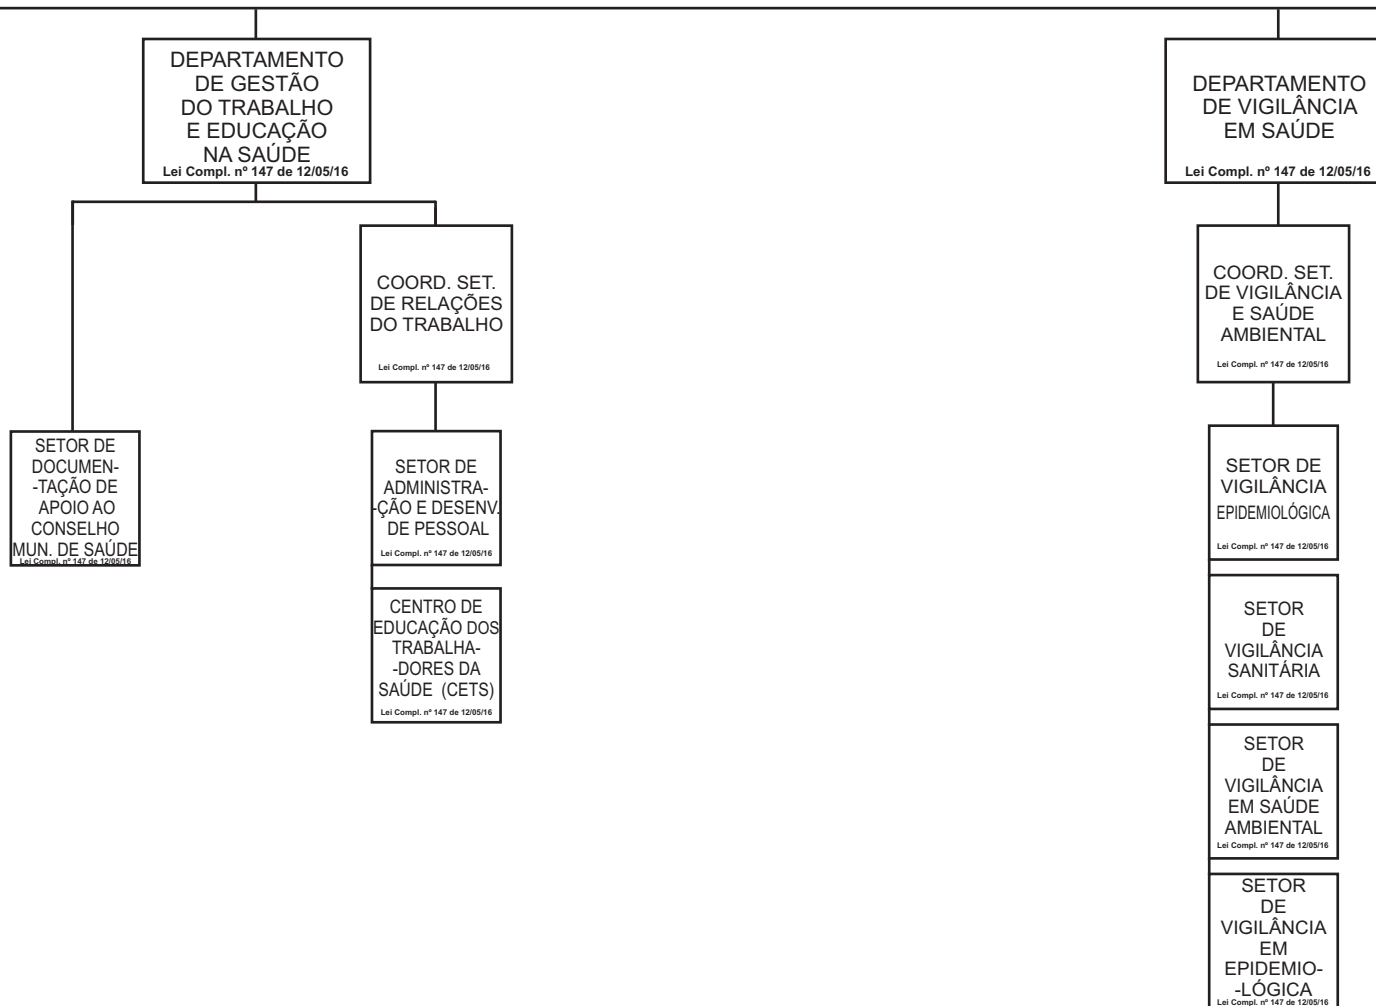 DEPARTAMENTO
DE GESTÃO
DO TRABALHO
E EDUCAÇÃO
NA SAÚDE
Lei Compl. nº 147 de 12/05/16
DEPARTAMENTO
DE VIGILÂNCIA
EM SAÚDE
Lei Compl. nº 147 de 12/05/16
COORD. SET.
DE RELAÇÕES
DO TRABALHO
Lei Compl. nº 147 de 12/05/16
COORD. SET.
DE VIGILÂNCIA
E SAÚDE
AMBIENTAL
Lei Compl. nº 147 de 12/05/16
SETOR DE
DOCUMEN-
-TAÇÃO DE
APOIO AO
CONSELHO
MUN. DE SAÚDE
Lei Compl. nº 147 de 12/05/16
SETOR DE
ADMINISTRA-
-ÇÃO E DESENV.
DE PESSOAL
Lei Compl. nº 147 de 12/05/16
CENTRO DE
EDUCAÇÃO DOS
TRABALHA-
-DORES DA
SAÚDE (CETS)
Lei Compl. nº 147 de 12/05/16
SETOR DE
VIGILÂNCIA
EPIDEMIOLÓGICA
Lei Compl. nº 147 de 12/05/16
SETOR
DE
VIGILÂNCIA
SANITÁRIA
Lei Compl. nº 147 de 12/05/16
SETOR
DE
VIGILÂNCIA
EM SAÚDE
AMBIENTAL
Lei Compl. nº 147 de 12/05/16
SETOR
DE
VIGILÂNCIA
EM
EPIDEMIO-
-LÓGICA
Lei Compl. nº 147 de 12/05/16